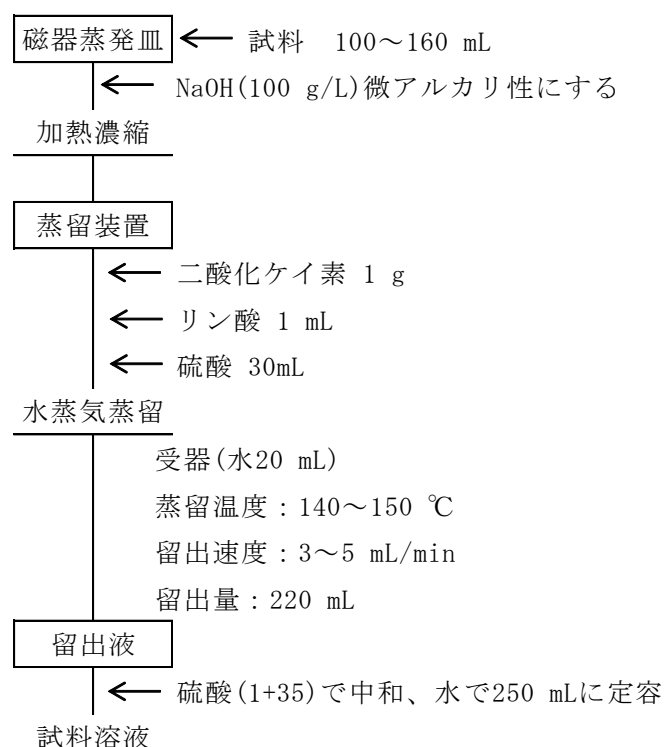 磁器蒸発皿 試料 100～160 mL
NaOH(100 g/L)微アルカリ性にする
加熱濃縮
蒸留装置
二酸化ケイ素 1 g
リン酸 1 mL
硫酸 30mL
水蒸気蒸留
受器(水20 mL)
蒸留温度：140～150 ℃
留出速度：3～5 mL/min
留出量：220 mL
留出液
硫酸(1+35)で中和、水で250 mLに定容
試料溶液